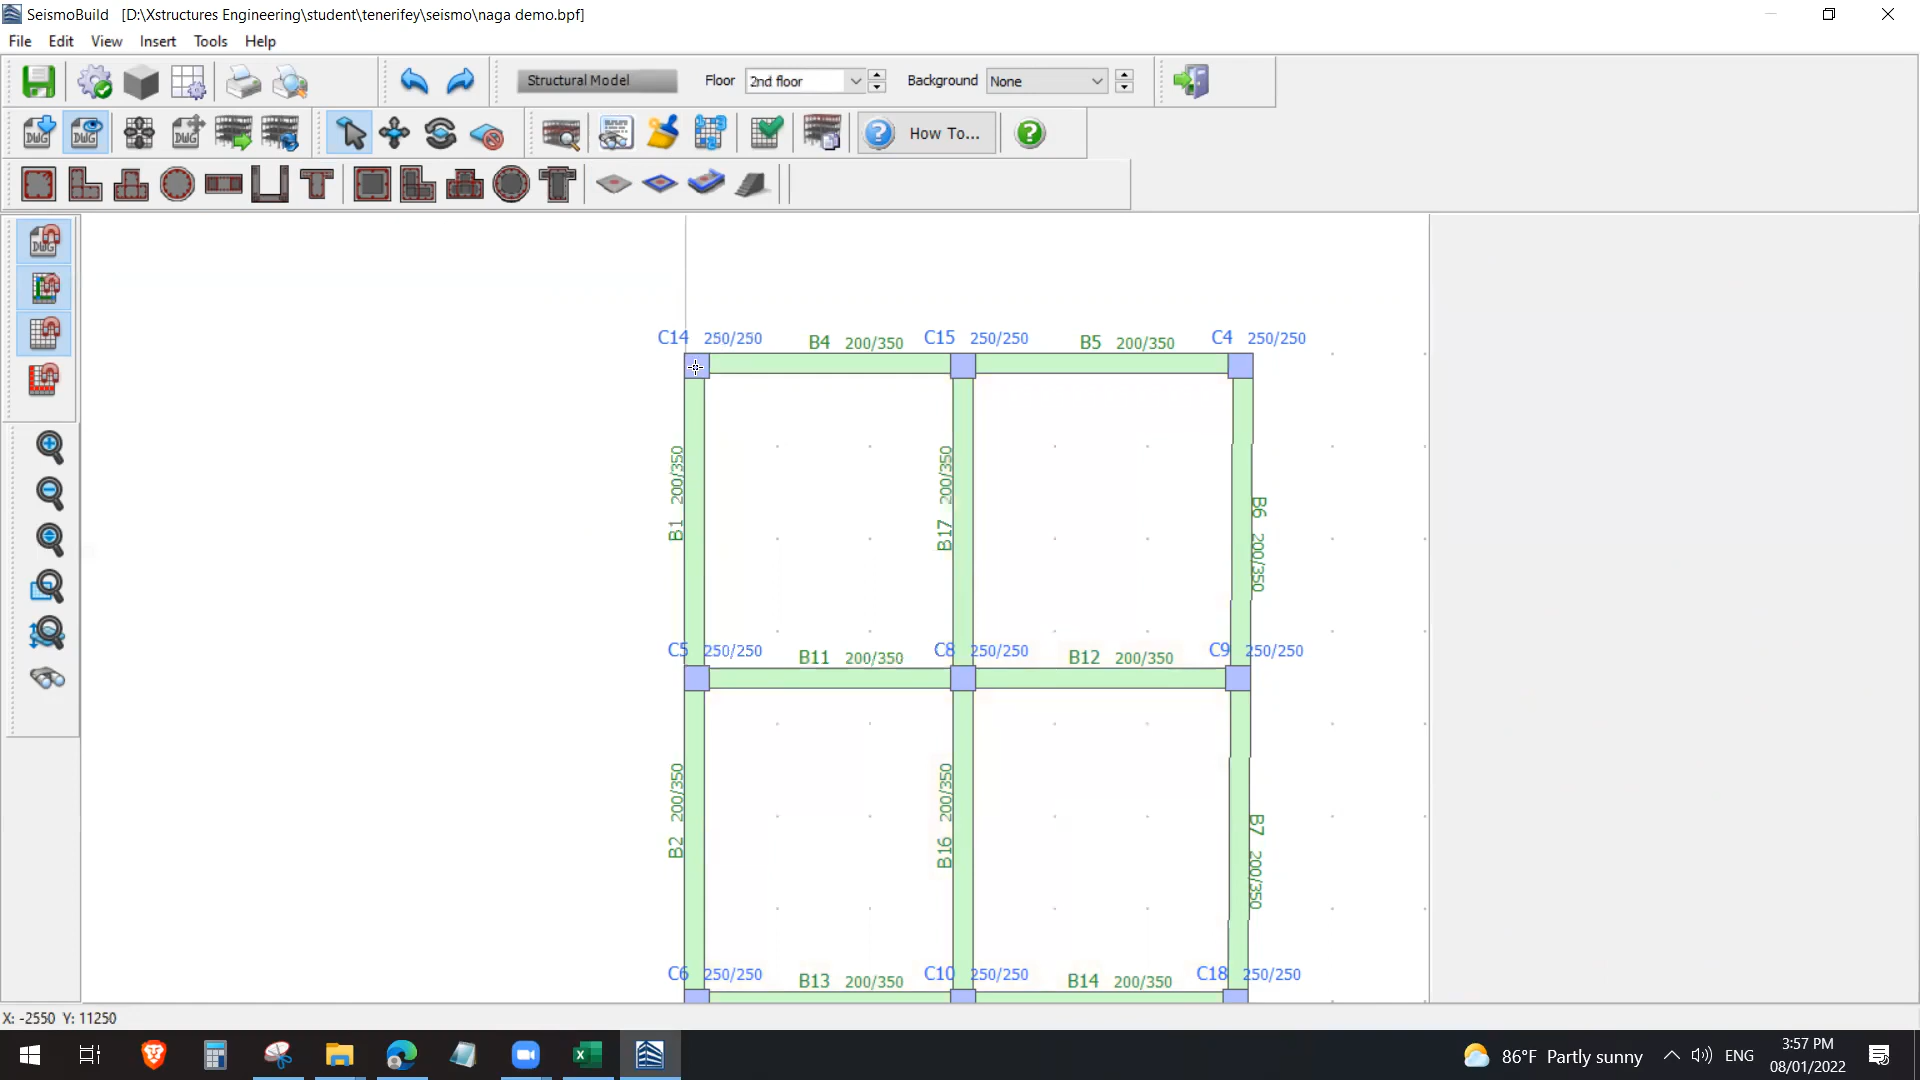 SeismoBuild [D:\Xstructures Engineering\student\tenerifey\seismo\naga demo.bpf]
File Edit View Insert Tools Help
Structural Model Floor 2nd floor Background None
DWG DWG DWG How To...
DWG
C14 250/250 B4 200/350 C15 250/250 B5 200/350 C4 250/250
B1 200/350
B17 200/350
B6 200/350
C5 250/250 B11 200/350 C8 250/250 B12 200/350 C9 250/250
B2 200/350
B16 200/350
B7 200/350
C6 250/250 B13 200/350 C10 250/250 B14 200/350 C18 250/250
X: -2550 Y: 11250
86°F Partly sunny ENG 3:57 PM
08/01/2022